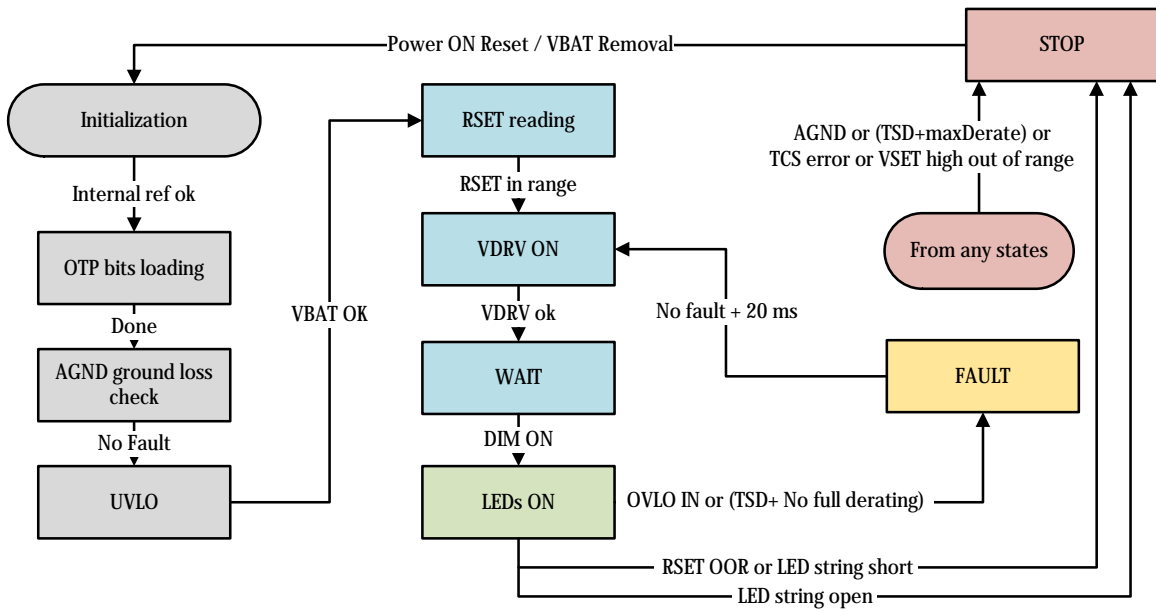 Power ON Reset / VBAT Removal
STOP
Initialization
RSET reading
AGND or (TSD+maxDerate) or
TCS error or VSET high out of range
Internal ref ok
RSET in range
OTP bits loading
VDRV ON
From any states
VBAT OK
No fault + 20 ms
Done
VDRV ok
AGND ground loss
check
WAIT
FAULT
No Fault
DIM ON
UVLO
LEDs ON
OVLO IN or (TSD+ No full derating)
RSET OOR or LED string short
LED string open